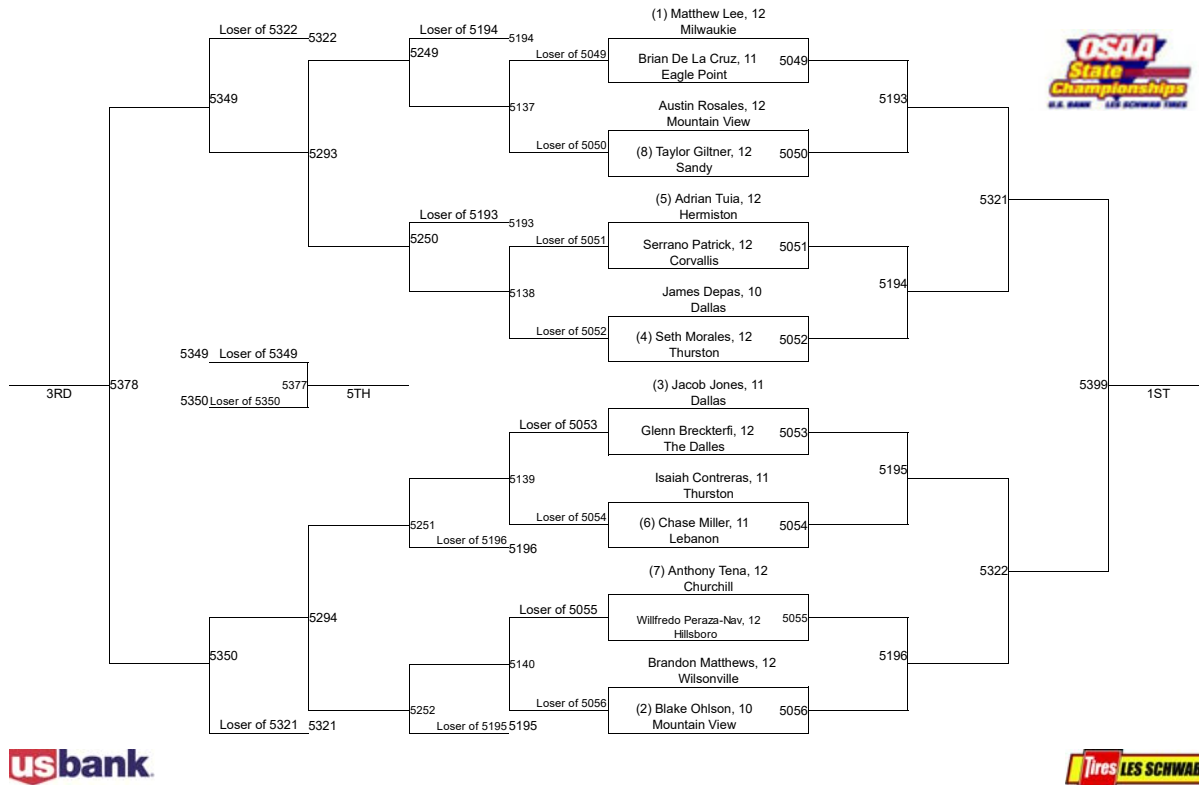 (1) Matthew Lee, 12
Milwaukie
Loser of 5322
5322
Loser of 5194
5194
5249
Loser of 5049
Brian De La Cruz, 11
Eagle Point
5049
OSAA
State
Championships
U.S. BANK LES SCHWAB TIRES
5349
5137
Austin Rosales, 12
Mountain View
5193
5293
Loser of 5050
(8) Taylor Giltner, 12
Sandy
5050
(5) Adrian Tuia, 12
Hermiston
5321
Loser of 5193
5193
5250
Loser of 5051
Serrano Patrick, 12
Corvallis
5051
5138
James Depas, 10
Dallas
5194
Loser of 5052
(4) Seth Morales, 12
Thurston
5052
5349
Loser of 5349
5378
3RD
5377
5TH
5350
Loser of 5350
(3) Jacob Jones, 11
Dallas
5399
1ST
Loser of 5053
Glenn Breckterfi, 12
The Dalles
5053
5139
Isaiah Contreras, 11
Thurston
5195
5251
Loser of 5054
(6) Chase Miller, 11
Lebanon
5054
Loser of 5196
5196
(7) Anthony Tena, 12
Churchill
5322
5294
Loser of 5055
Willfredo Peraza-Nav, 12
Hillsboro
5055
5350
5140
Brandon Matthews, 12
Wilsonville
5196
5252
Loser of 5056
(2) Blake Ohlson, 10
Mountain View
5056
Loser of 5321
5321
Loser of 5195
5195
usbank.
Tires LES SCHWAB